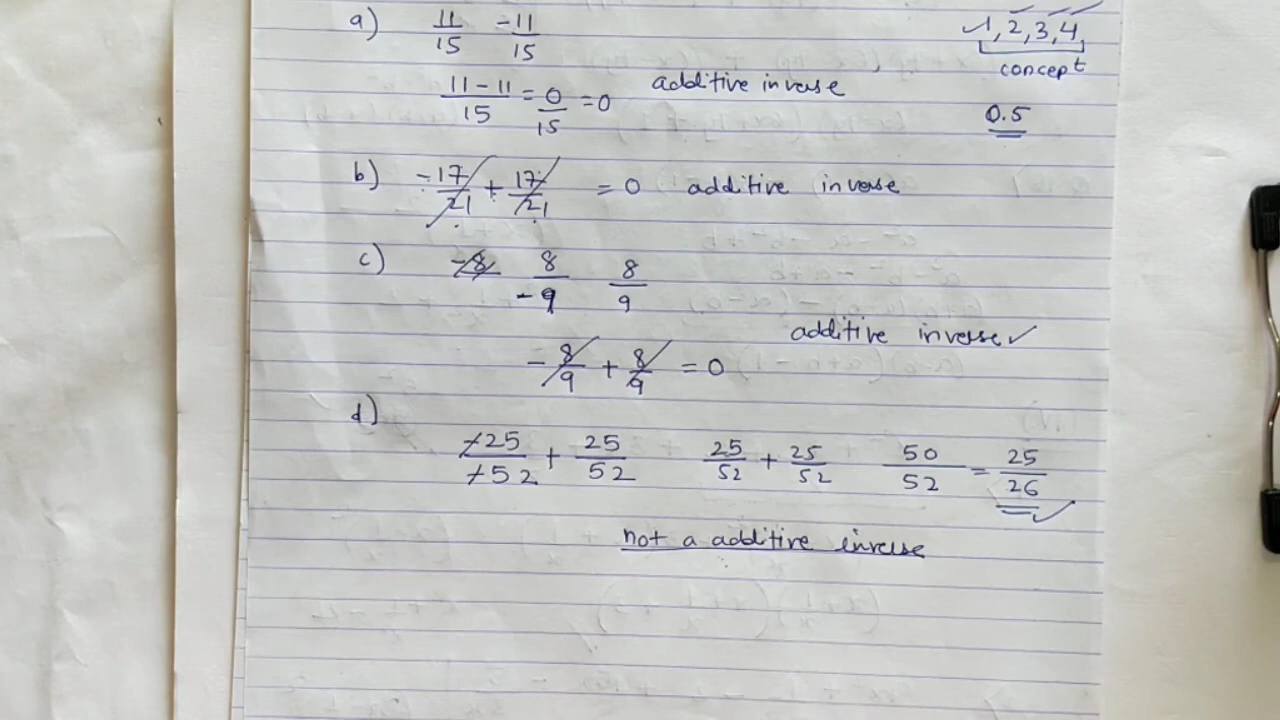 a) 11/15 -11/15
1, 2, 3, 4,
concept
11-11/15 = 0/15 = 0 additive inverse
0.5
b) -17/21 + 17/21 = 0 additive inverse
c) -8 8/-9 8/9
additive inverse ✓
-8/9 + 8/9 = 0
d)
-25/-52 + 25/52 25/52 + 25/52 50/52 = 25/26
not a additive inverse